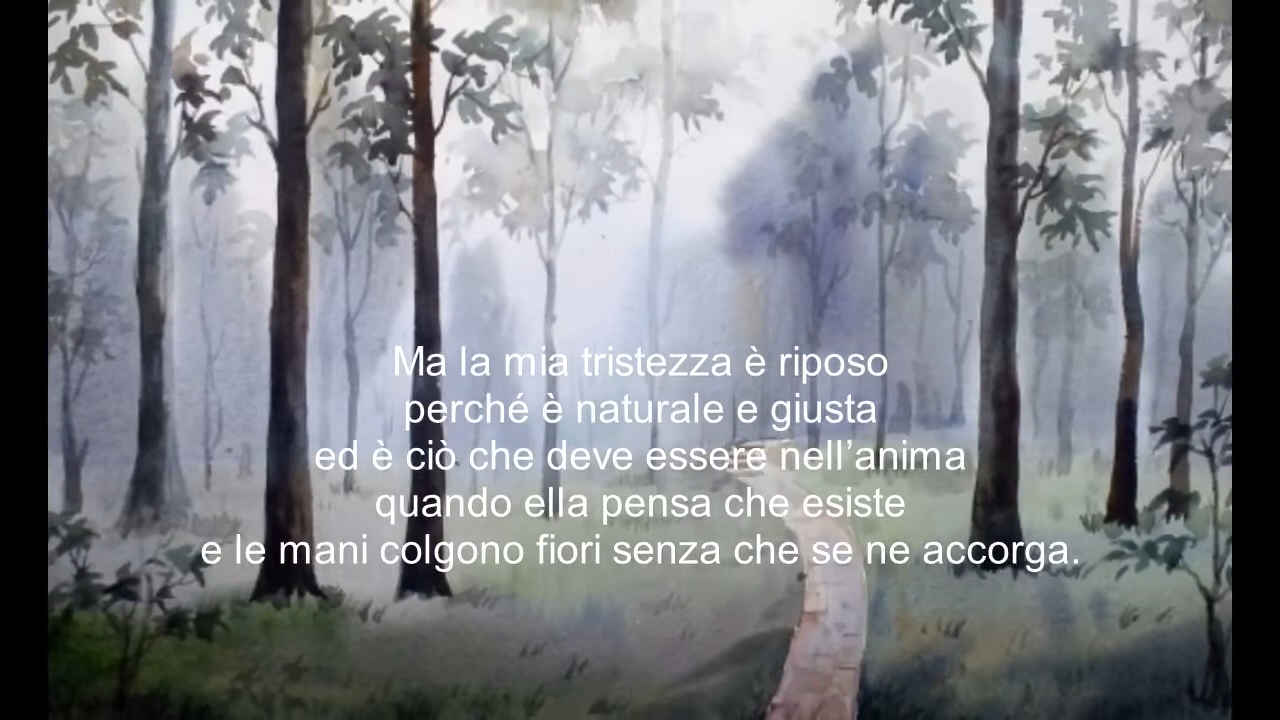 Ma la mia tristezza è riposo
perché è naturale e giusta
ed è ciò che deve essere nell’anima
quando ella pensa che esiste
e le mani colgono fiori senza che se ne accorga.